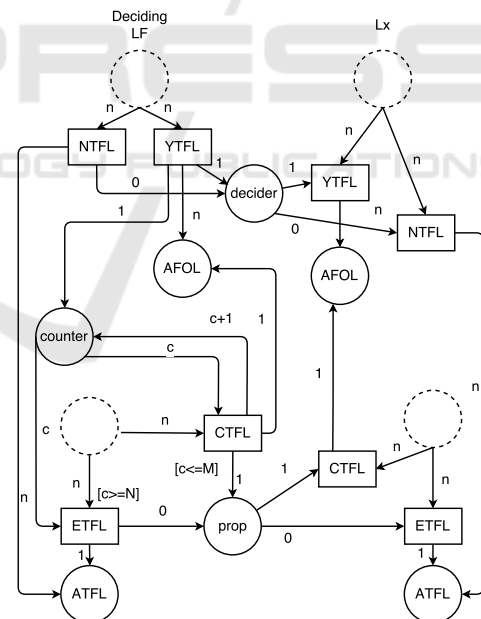 Deciding
LF
Lx
n
n
n
n
NTFL
YTFL
1
0
decider
1
YTFL
n
0
NTFL
1
n
AFOL
AFOL
c+1
1
counter
c
1
n
c
n
CTFL
n
CTFL
[c<=M]
1
1
n
[c>=N]
n
n
ETFL
0
prop
0
ETFL
1
1
ATFL
ATFL